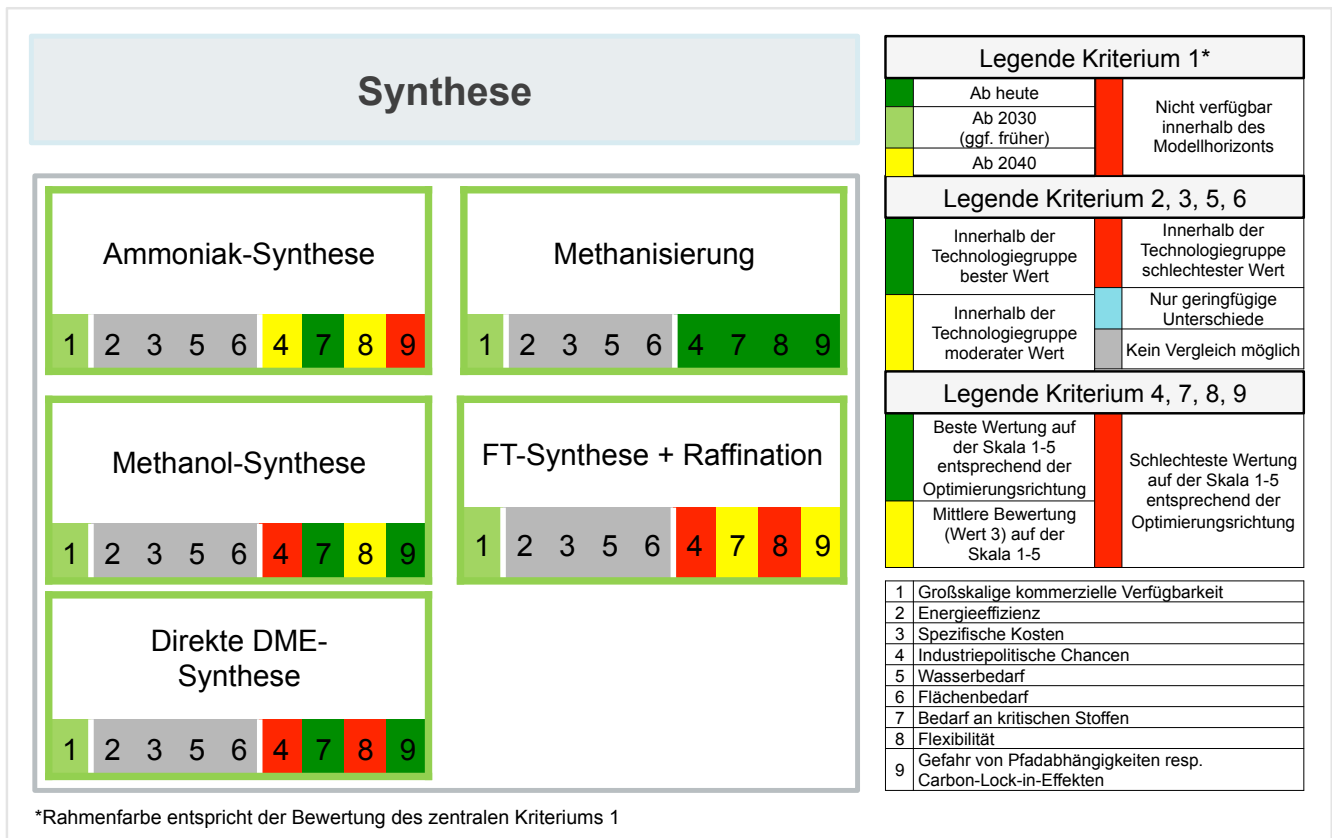 Synthese
Ammoniak-Synthese
1 2 3 5 6 4 7 8 9
Methanisierung
1 2 3 5 6 4 7 8 9
Methanol-Synthese
1 2 3 5 6 4 7 8 9
FT-Synthese + Raffination
1 2 3 5 6 4 7 8 9
Direkte DME-
Synthese
1 2 3 5 6 4 7 8 9
*Rahmenfarbe entspricht der Bewertung des zentralen Kriteriums 1
Legende Kriterium 1*
Ab heute
Ab 2030
(ggf. früher)
Ab 2040
Nicht verfügbar
innerhalb des
Modellhorizonts
Legende Kriterium 2, 3, 5, 6
Innerhalb der
Technologiegruppe
bester Wert
Innerhalb der
Technologiegruppe
moderater Wert
Innerhalb der
Technologiegruppe
schlechtester Wert
Nur geringfügige
Unterschiede
Kein Vergleich möglich
Legende Kriterium 4, 7, 8, 9
Beste Wertung auf
der Skala 1-5
entsprechend der
Optimierungsrichtung
Mittlere Bewertung
(Wert 3) auf der
Skala 1-5
Schlechteste Wertung
auf der Skala 1-5
entsprechend der
Optimierungsrichtung
1 Großskalige kommerzielle Verfügbarkeit
2 Energieeffizienz
3 Spezifische Kosten
4 Industriepolitische Chancen
5 Wasserbedarf
6 Flächenbedarf
7 Bedarf an kritischen Stoffen
8 Flexibilität
9 Gefahr von Pfadabhängigkeiten resp.
Carbon-Lock-in-Effekten